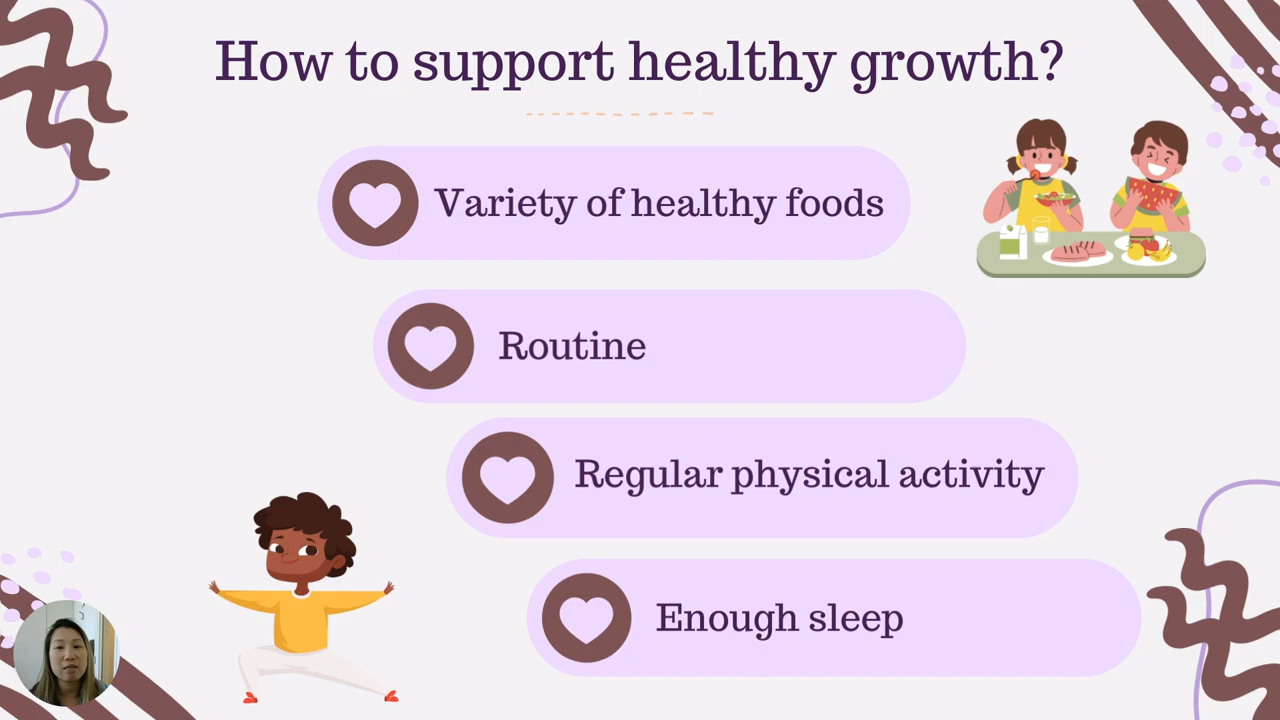 How to support healthy growth?
Variety of healthy foods
Routine
Regular physical activity
Enough sleep